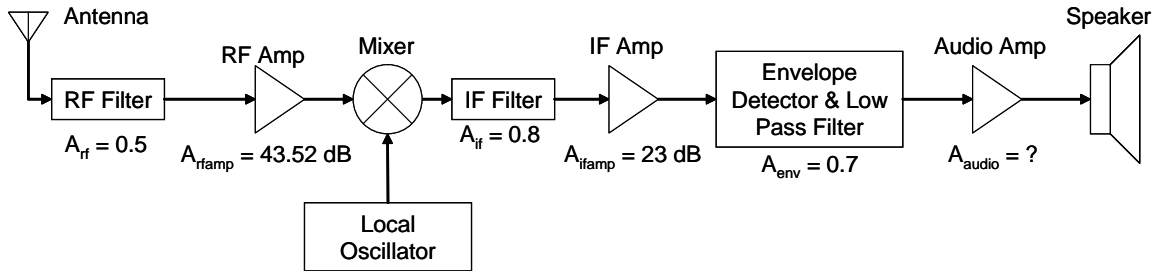 Antenna
Speaker
RF Amp
Mixer
IF Amp
Audio Amp
RF Filter
IF Filter
Envelope
Detector & Low
Pass Filter
A_rf = 0.5
A_rfamp = 43.52 dB
A_if = 0.8
A_ifamp = 23 dB
A_env = 0.7
A_audio = ?
Local
Oscillator